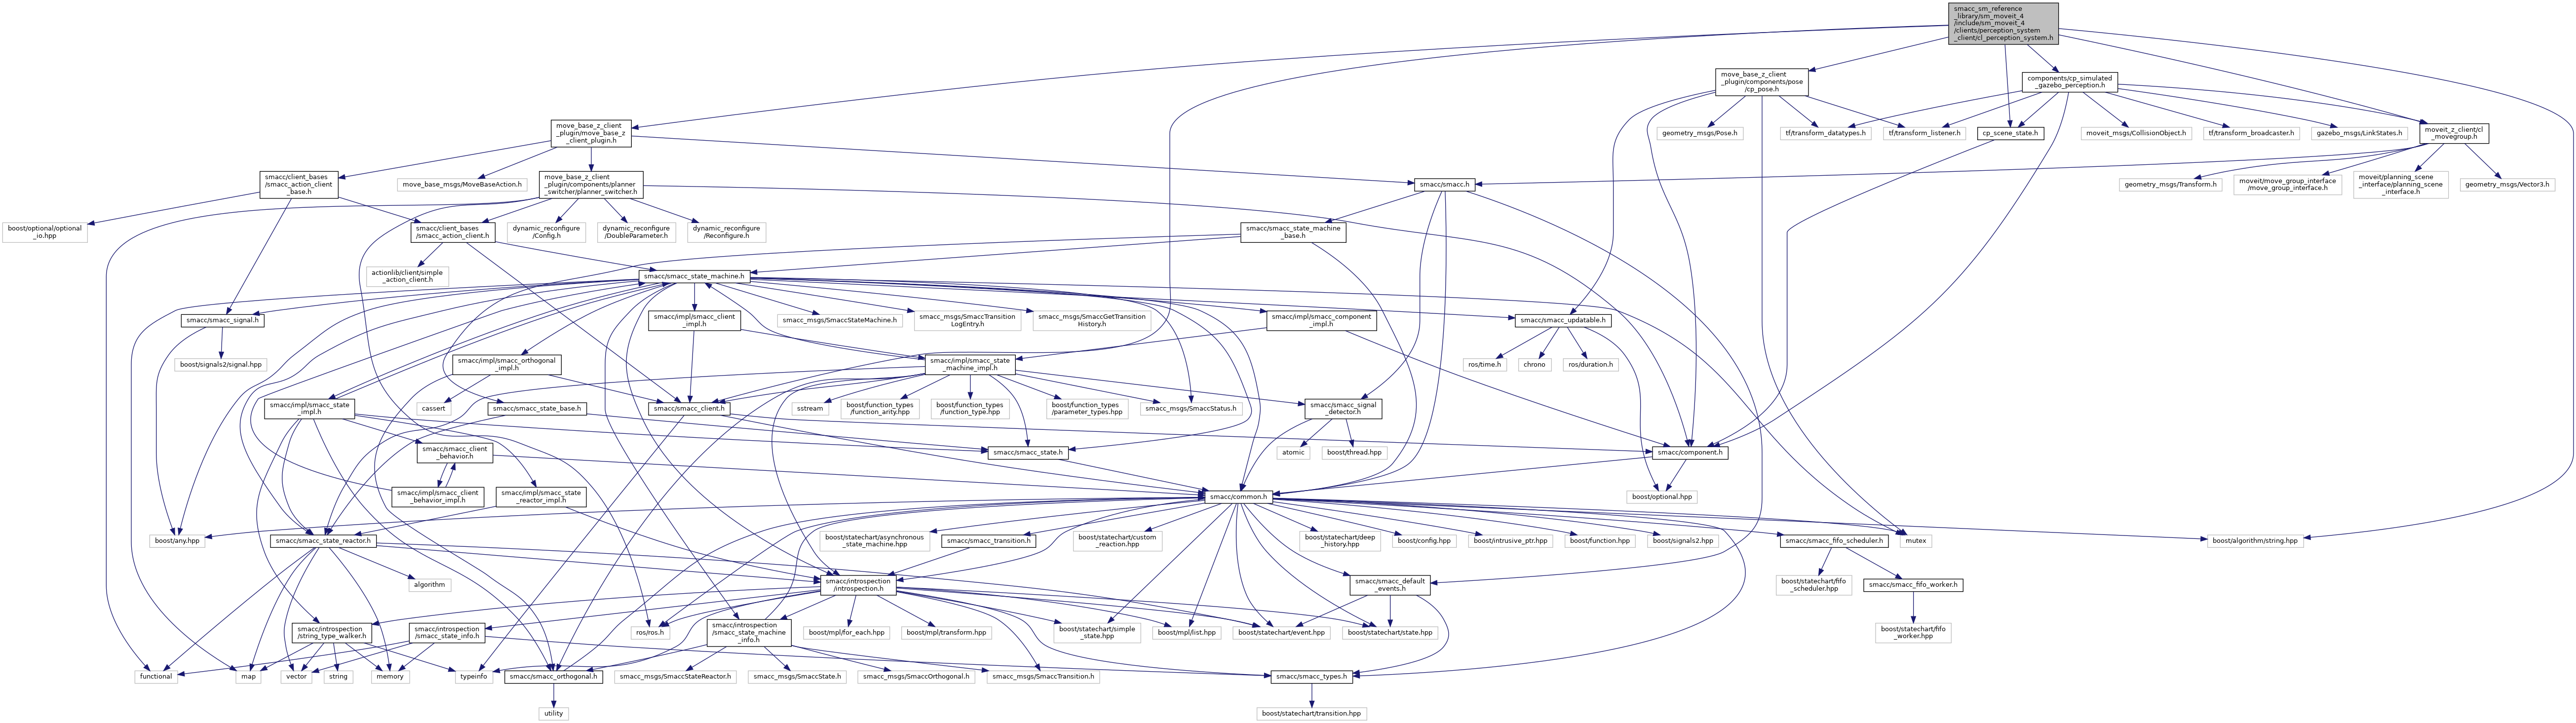 smacc_sm_reference
_library/sm_moveit_4
/include/sm_moveit_4
/clients/perception_system
_client/cl_perception_system.h
move_base_z_client
_plugin/components/pose
/cp_pose.h
components/cp_simulated
_gazebo_perception.h
move_base_z_client
_plugin/move_base_z
_client_plugin.h
geometry_msgs/Pose.h
tf/transform_datatypes.h
tf/transform_listener.h
cp_scene_state.h
moveit_msgs/CollisionObject.h
tf/transform_broadcaster.h
gazebo_msgs/LinkStates.h
moveit_z_client/cl
_movegroup.h
smacc/client_bases
/smacc_action_client
_base.h
move_base_msgs/MoveBaseAction.h
move_base_z_client
_plugin/components/planner
_switcher/planner_switcher.h
smacc/smacc.h
geometry_msgs/Transform.h
moveit/move_group_interface
/move_group_interface.h
moveit/planning_scene
_interface/planning_scene
_interface.h
geometry_msgs/Vector3.h
boost/optional/optional
_io.hpp
smacc/client_bases
/smacc_action_client.h
dynamic_reconfigure
/Config.h
dynamic_reconfigure
/DoubleParameter.h
dynamic_reconfigure
/Reconfigure.h
smacc/smacc_state_machine
_base.h
actionlib/client/simple
_action_client.h
smacc/smacc_state_machine.h
smacc/smacc_signal.h
smacc/impl/smacc_client
_impl.h
smacc_msgs/SmaccStateMachine.h
smacc_msgs/SmaccTransition
LogEntry.h
smacc_msgs/SmaccGetTransition
History.h
smacc/impl/smacc_component
_impl.h
smacc/smacc_updatable.h
boost/signals2/signal.hpp
smacc/impl/smacc_orthogonal
_impl.h
smacc/impl/smacc_state
_machine_impl.h
ros/time.h
chrono
ros/duration.h
smacc/impl/smacc_state
_impl.h
cassert
smacc/smacc_state_base.h
smacc/smacc_client.h
sstream
boost/function_types
/function_arity.hpp
boost/function_types
/function_type.hpp
boost/function_types
/parameter_types.hpp
smacc_msgs/SmaccStatus.h
smacc/smacc_signal
_detector.h
smacc/smacc_client
_behavior.h
smacc/smacc_state.h
atomic
boost/thread.hpp
smacc/component.h
smacc/impl/smacc_client
_behavior_impl.h
smacc/impl/smacc_state
_reactor_impl.h
smacc/common.h
boost/optional.hpp
boost/any.hpp
smacc/smacc_state_reactor.h
boost/statechart/asynchronous
_state_machine.hpp
smacc/smacc_transition.h
boost/statechart/custom
_reaction.hpp
boost/statechart/deep
_history.hpp
boost/config.hpp
boost/intrusive_ptr.hpp
boost/function.hpp
boost/signals2.hpp
smacc/smacc_fifo_scheduler.h
mutex
boost/algorithm/string.hpp
algorithm
smacc/introspection
/introspection.h
smacc/smacc_default
_events.h
boost/statechart/fifo
_scheduler.hpp
smacc/smacc_fifo_worker.h
smacc/introspection
/string_type_walker.h
smacc/introspection
/smacc_state_info.h
ros/ros.h
smacc/introspection
/smacc_state_machine
_info.h
boost/mpl/for_each.hpp
boost/mpl/transform.hpp
boost/statechart/simple
_state.hpp
boost/mpl/list.hpp
boost/statechart/event.hpp
boost/statechart/state.hpp
boost/statechart/fifo
_worker.hpp
functional
map
vector
string
memory
typeinfo
smacc/smacc_orthogonal.h
smacc_msgs/SmaccStateReactor.h
smacc_msgs/SmaccState.h
smacc_msgs/SmaccOrthogonal.h
smacc_msgs/SmaccTransition.h
smacc/smacc_types.h
utility
boost/statechart/transition.hpp